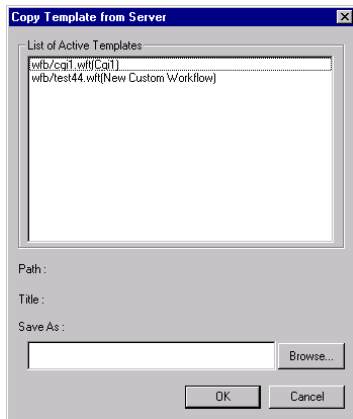 Copy Template from Server
List of Active Templates
wfb/cgi1.wft(Cgi1)
wfb/test44.wft(New Custom Workflow)
Path :
Title :
Save As :
Browse...
OK
Cancel